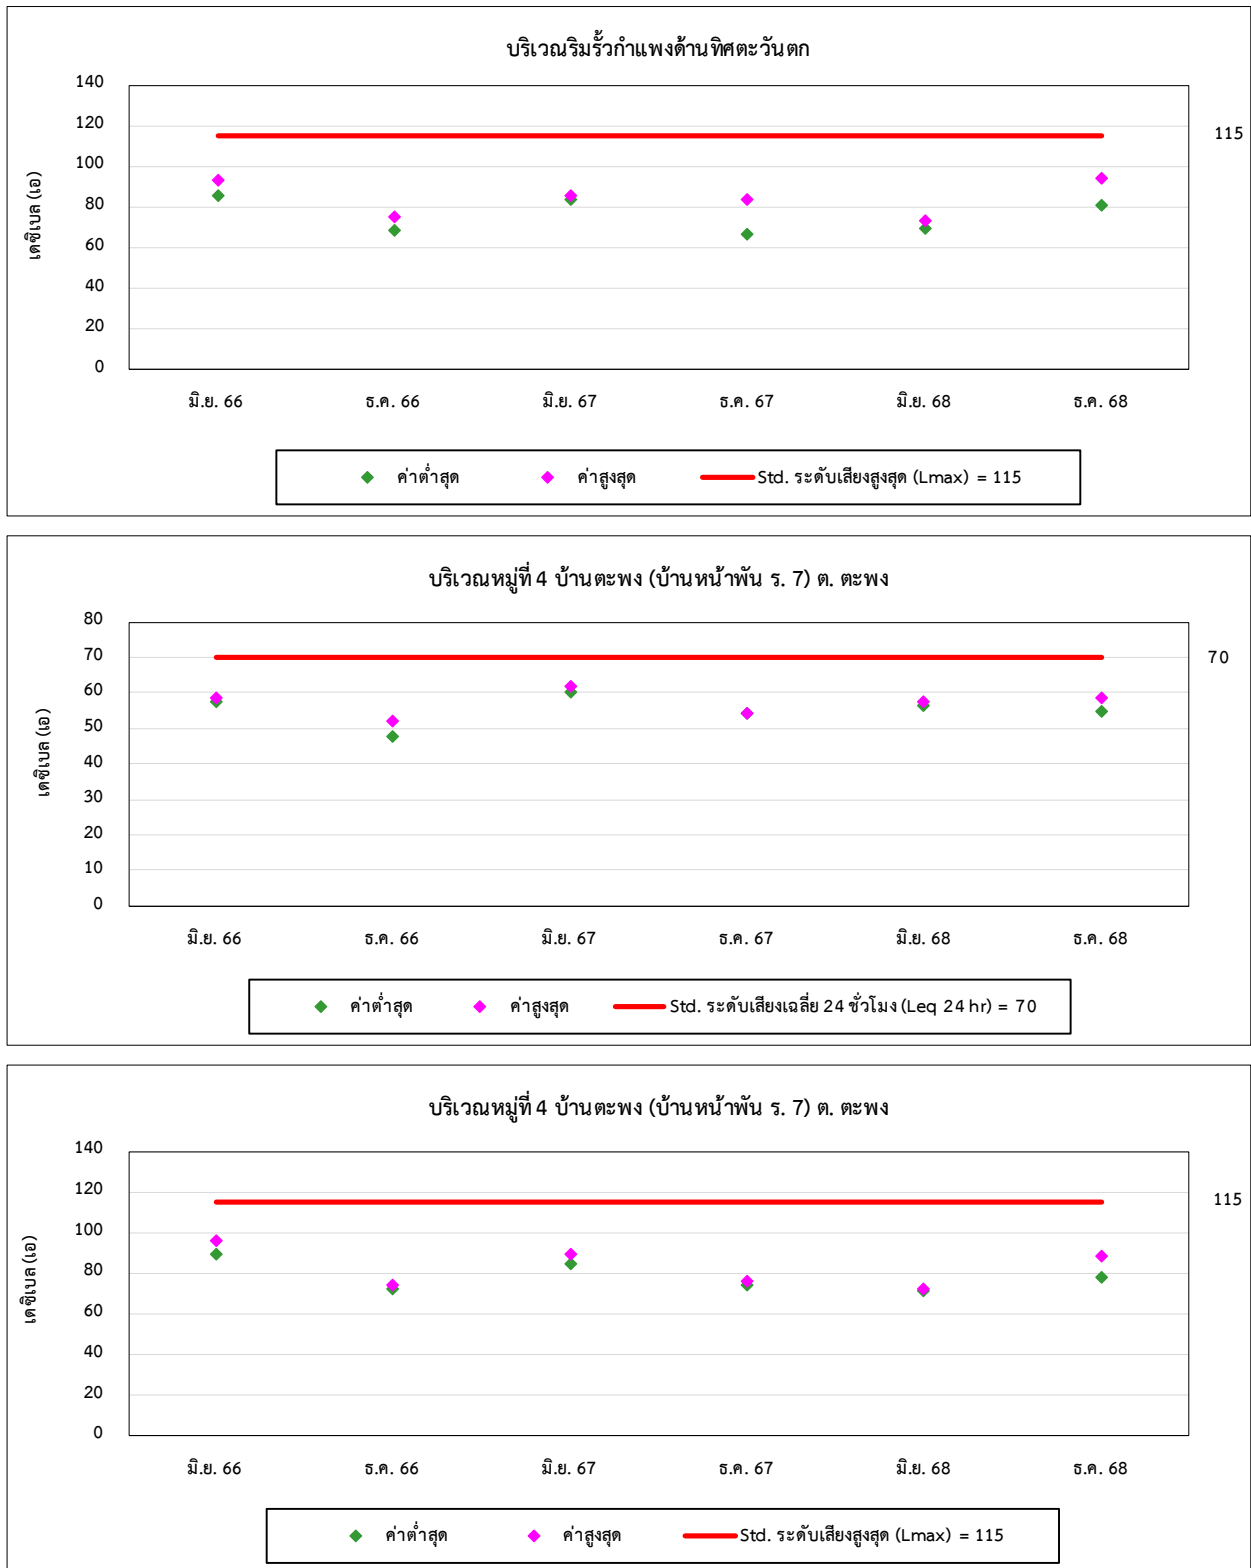 บริเวณริมรั้วกำแพงด้านทิศตะวันตก
140
120
115
100
80
60
40
20
0
เดซิเบล (เอ)
มิ.ย. 66 ธ.ค. 66 มิ.ย. 67 ธ.ค. 67 มิ.ย. 68 ธ.ค. 68
ค่าต่ำสุด ค่าสูงสุด Std. ระดับเสียงสูงสุด (Lmax) = 115
บริเวณหมู่ที่ 4 บ้านตะพง (บ้านหน้าพัน ร. 7) ต. ตะพง
80
70 70
60
50
40
30
20
10
0
เดซิเบล (เอ)
มิ.ย. 66 ธ.ค. 66 มิ.ย. 67 ธ.ค. 67 มิ.ย. 68 ธ.ค. 68
ค่าต่ำสุด ค่าสูงสุด Std. ระดับเสียงเฉลี่ย 24 ชั่วโมง (Leq 24 hr) = 70
บริเวณหมู่ที่ 4 บ้านตะพง (บ้านหน้าพัน ร. 7) ต. ตะพง
140
120
115
100
80
60
40
20
0
เดซิเบล (เอ)
มิ.ย. 66 ธ.ค. 66 มิ.ย. 67 ธ.ค. 67 มิ.ย. 68 ธ.ค. 68
ค่าต่ำสุด ค่าสูงสุด Std. ระดับเสียงสูงสุด (Lmax) = 115